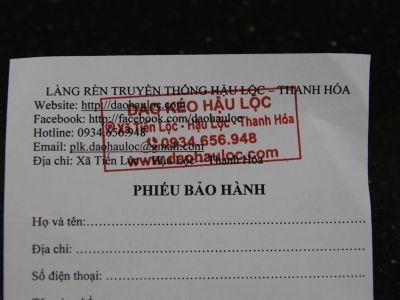 LÀNG RÈN TRUYỀN THỐNG HẬU LỘC – THANH HÓA
Website: http://daohauloc.com
Facebook: http://facebook.com/daohauloc
Hotline: 0934.656.948
Email: plk.daohauloc@gmail.com
Địa chỉ: Xã Tiến Lộc – Hậu Lộc – Thanh Hóa
DAO KÉO HẬU LỘC
Xã Tiến Lộc - Hậu Lộc - Thanh Hóa
0934.656.948
www.daohauloc.com
PHIẾU BẢO HÀNH
Họ và tên:
Địa chỉ:
Số điện thoại: